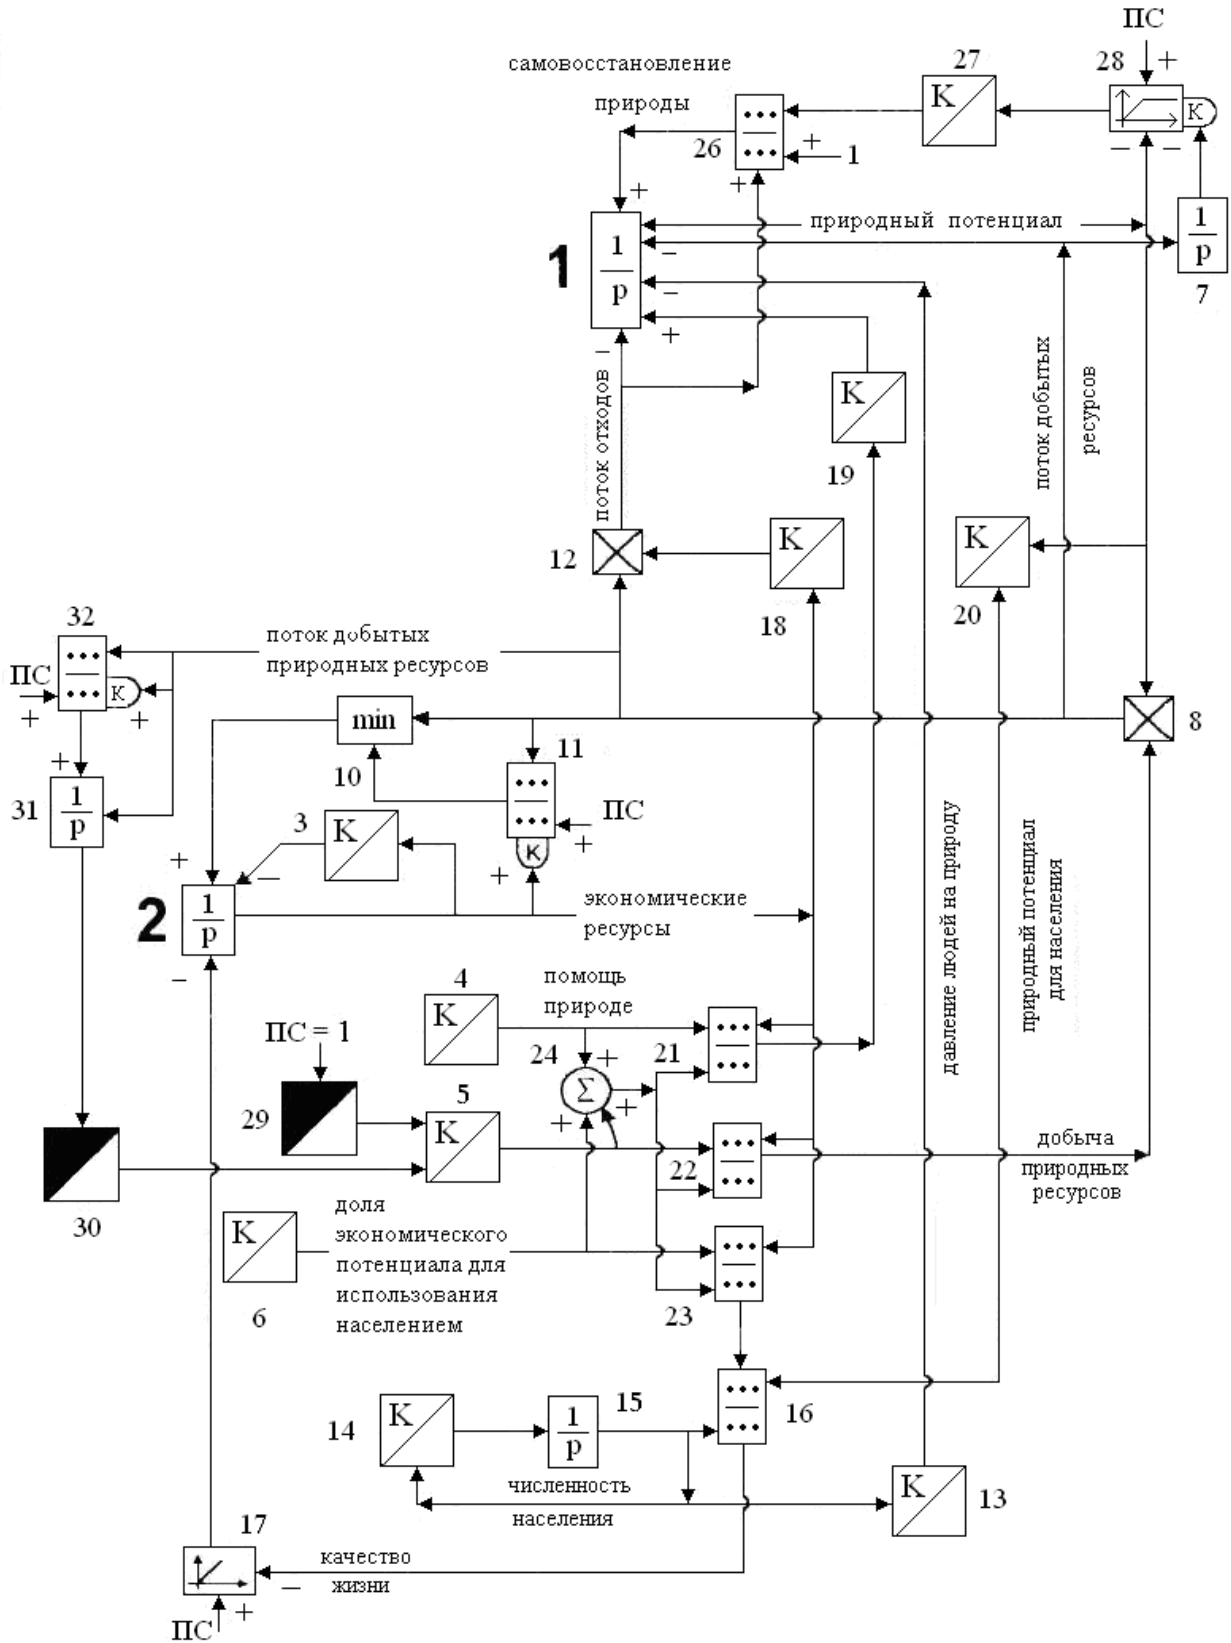 ПС
самовосстановление
природы
27
К
28
+
К
26
+
1
−
−
+
+
природный потенциал
1
1
р
−
−
+
1
р
7
−
поток отходов
К
19
поток добытых
ресурсов
12
К
18
К
20
32
ПС
+
К
+
поток добытых
природных ресурсов
min
10
11
8
31
+
1
р
3
К
ПС
+
К
+
+
−
2
1
р
−
экономические
ресурсы
давление людей на природу
природный потенциал
для населения
4
К
помощь
природе
ПС = 1
24
+
Σ
+
+
21
29
5
К
22
добыча
природных
ресурсов
30
К
6
доля
экономического
потенциала для
использования
населением
23
14
К
1
р
15
16
численность
населения
К
13
17
качество
жизни
−
ПС
+